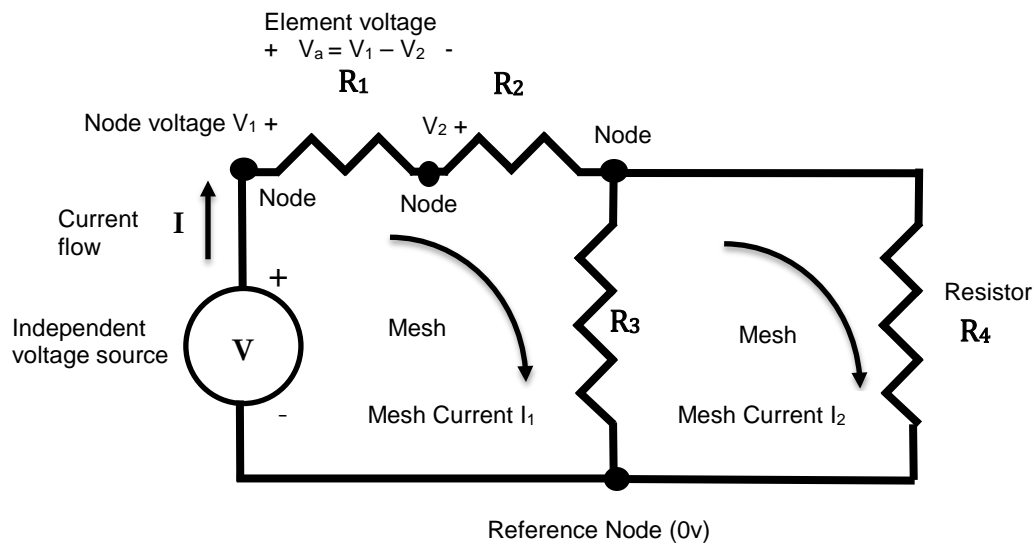 Element voltage
+ Vₐ = V₁ – V₂ -
R₁
R₂
Node voltage V₁ +
V₂ +
Node
Node
Node
Current
flow
I
+
Independent
voltage source
V
-
Mesh
Mesh Current I₁
R₃
Mesh
Mesh Current I₂
Resistor
R₄
Reference Node (0v)